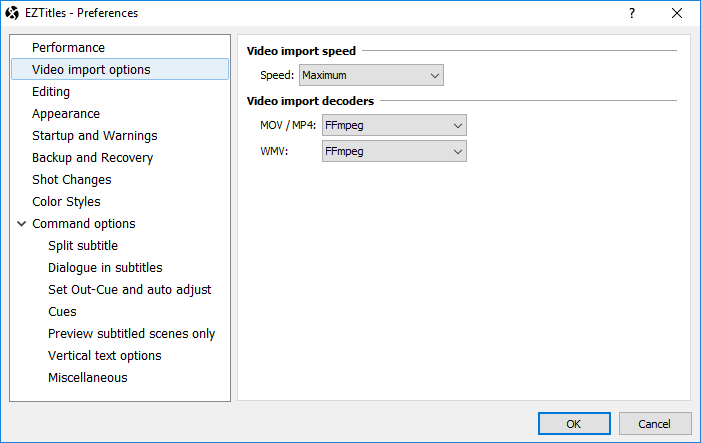 EZTitles - Preferences
?
Performance
Video import options
Editing
Appearance
Startup and Warnings
Backup and Recovery
Shot Changes
Color Styles
Command options
Split subtitle
Dialogue in subtitles
Set Out-Cue and auto adjust
Cues
Preview subtitled scenes only
Vertical text options
Miscellaneous
Video import speed
Speed: Maximum
Video import decoders
MOV / MP4: FFmpeg
WMV: FFmpeg
OK Cancel